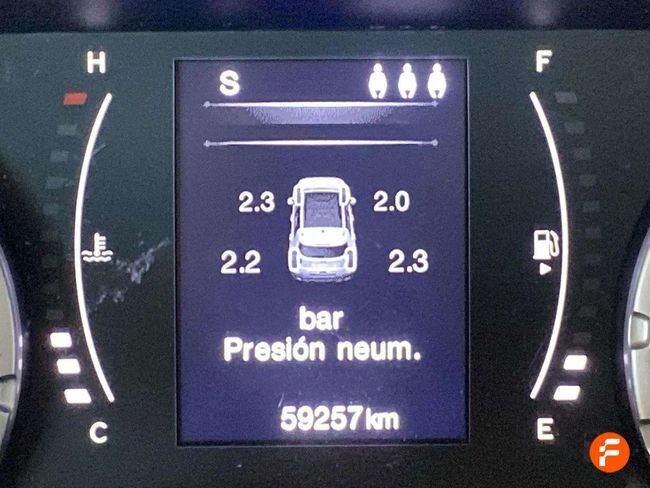 H
F
S
2.3
2.0
2.2
2.3
bar
Presión neum.
59257km
C
E
F